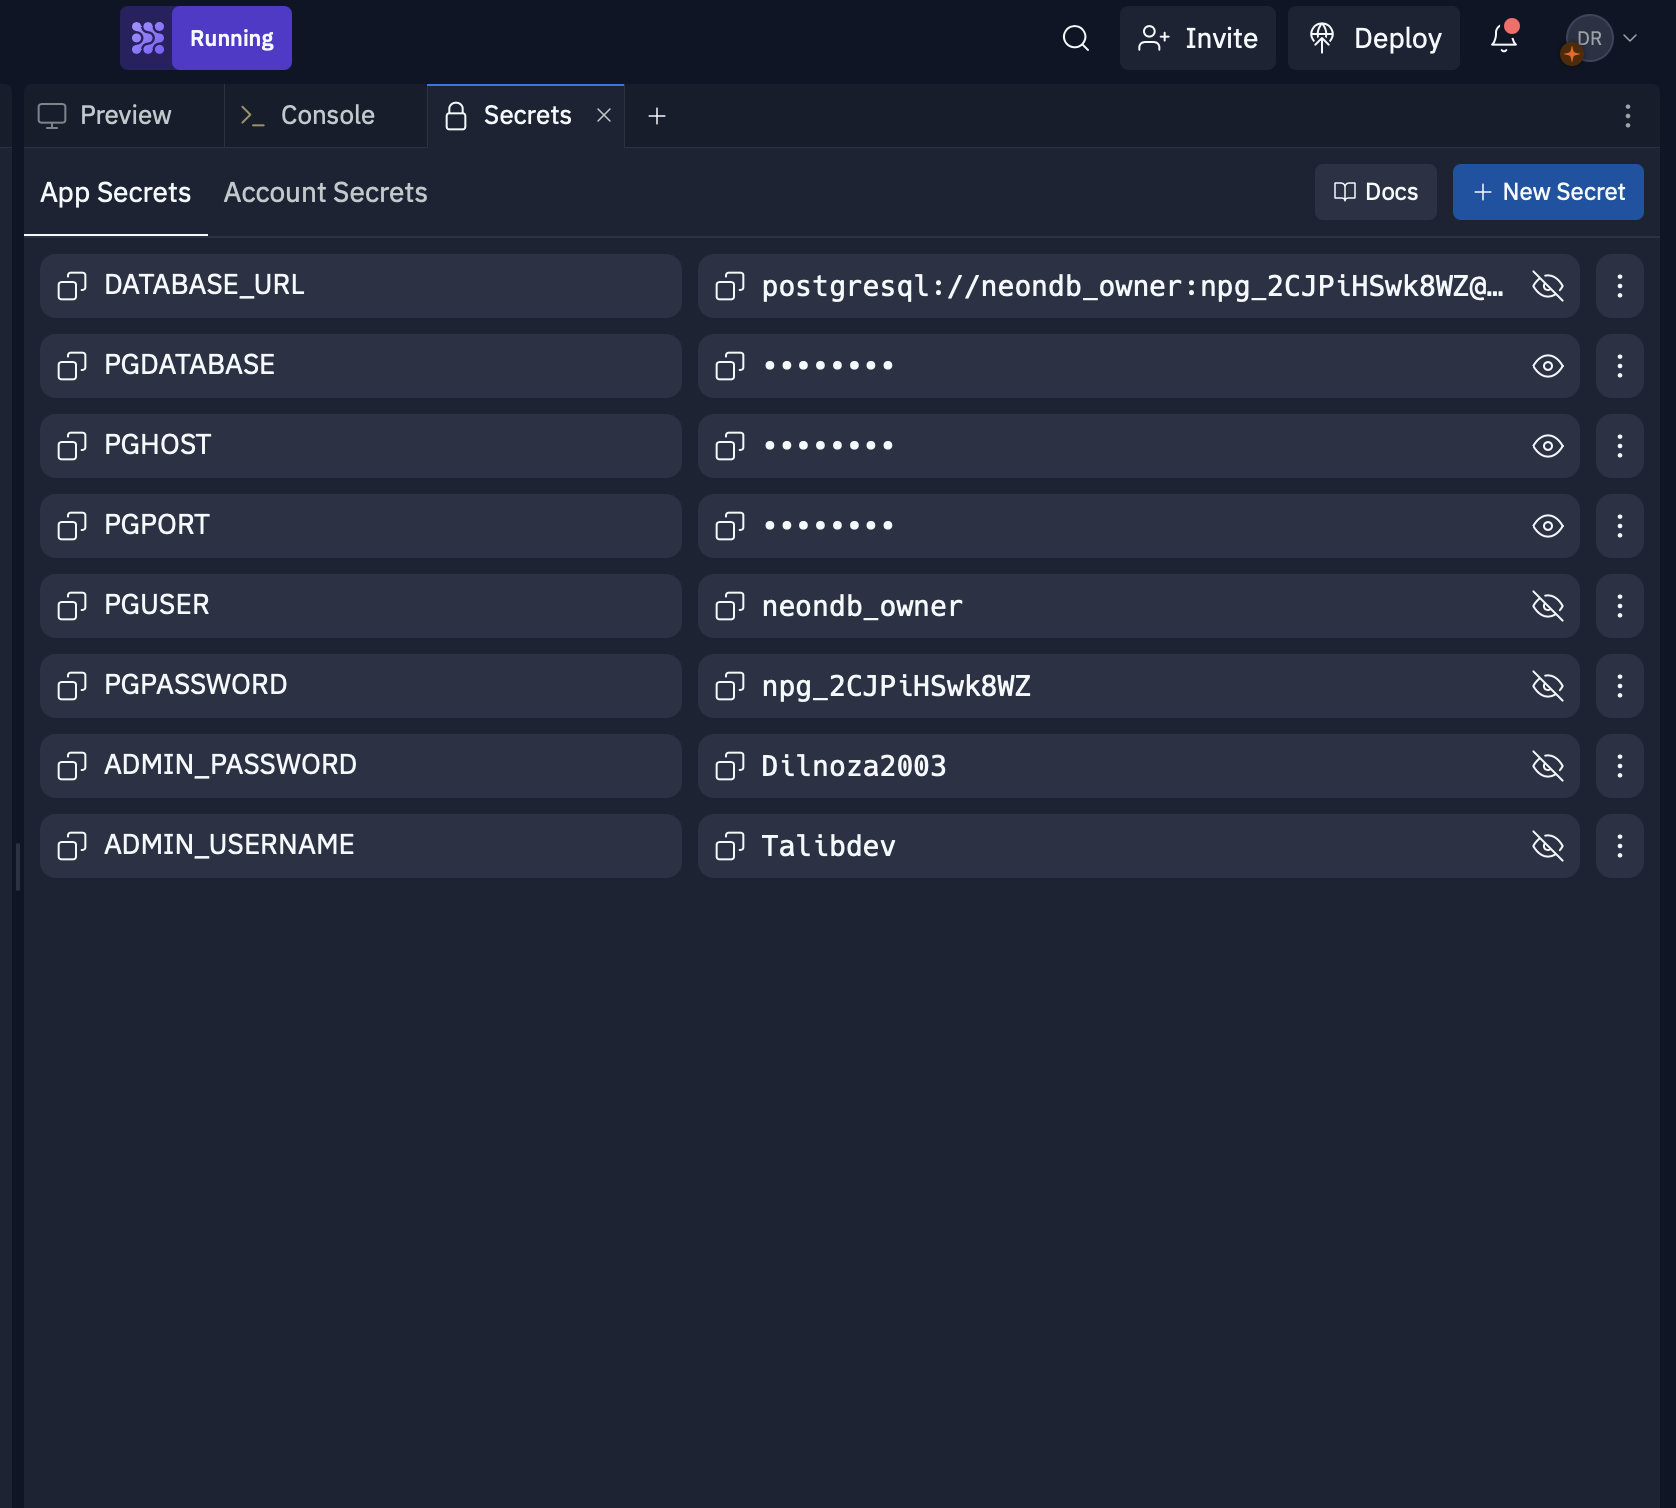 Running
Invite
Deploy
DR
Preview
Console
Secrets
App Secrets
Account Secrets
Docs
New Secret
DATABASE_URL
postgresql://neondb_owner:npg_2CJPiHSwk8WZ@…
PGDATABASE
••••••••
PGHOST
••••••••
PGPORT
••••••••
PGUSER
neondb_owner
PGPASSWORD
npg_2CJPiHSwk8WZ
ADMIN_PASSWORD
Dilnoza2003
ADMIN_USERNAME
Talibdev